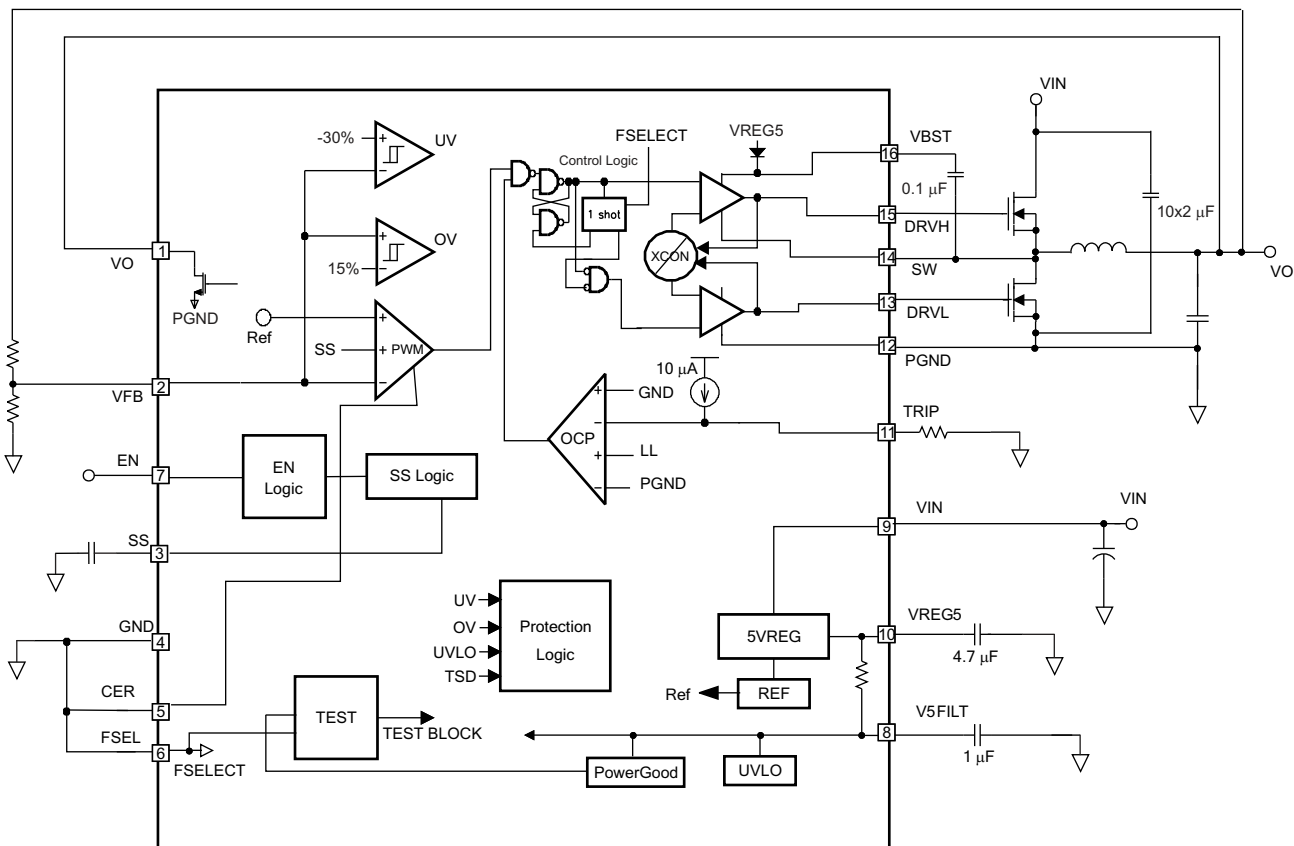 VIN
-30%
UV
FSELECT
VREG5
VBST
16
Control Logic
0.1 μF
1 shot
15
DRVH
10x2 μF
OV
1
VO
XCON
14
SW
VO
15%
PGND
13
DRVL
Ref
SS
PWM
12
PGND
10 μA
GND
2
VFB
TRIP
11
OCP
LL
EN
7
EN
Logic
SS Logic
PGND
VIN
VIN
9
SS
3
UV
OV
UVLO
TSD
Protection
Logic
VREG5
GND
4
5VREG
10
4.7 μF
CER
5
Ref
REF
V5FILT
FSEL
6
FSELECT
TEST
TEST BLOCK
8
1 μF
PowerGood
UVLO